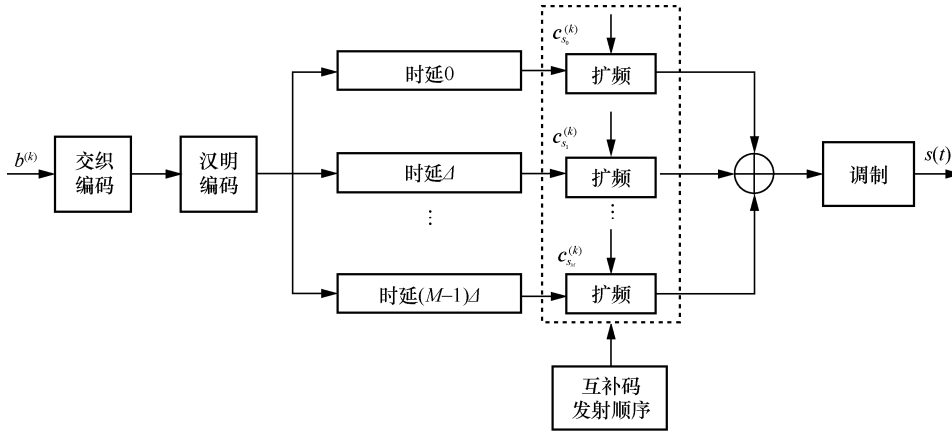 b^{(k)}
交织
编码
汉明
编码
时延0
时延Δ
⋮
时延(M−1)Δ
c_{s_0}^{(k)}
扩频
c_{s_1}^{(k)}
扩频
⋮
c_{s_M}^{(k)}
扩频
互补码
发射顺序
调制
s(t)